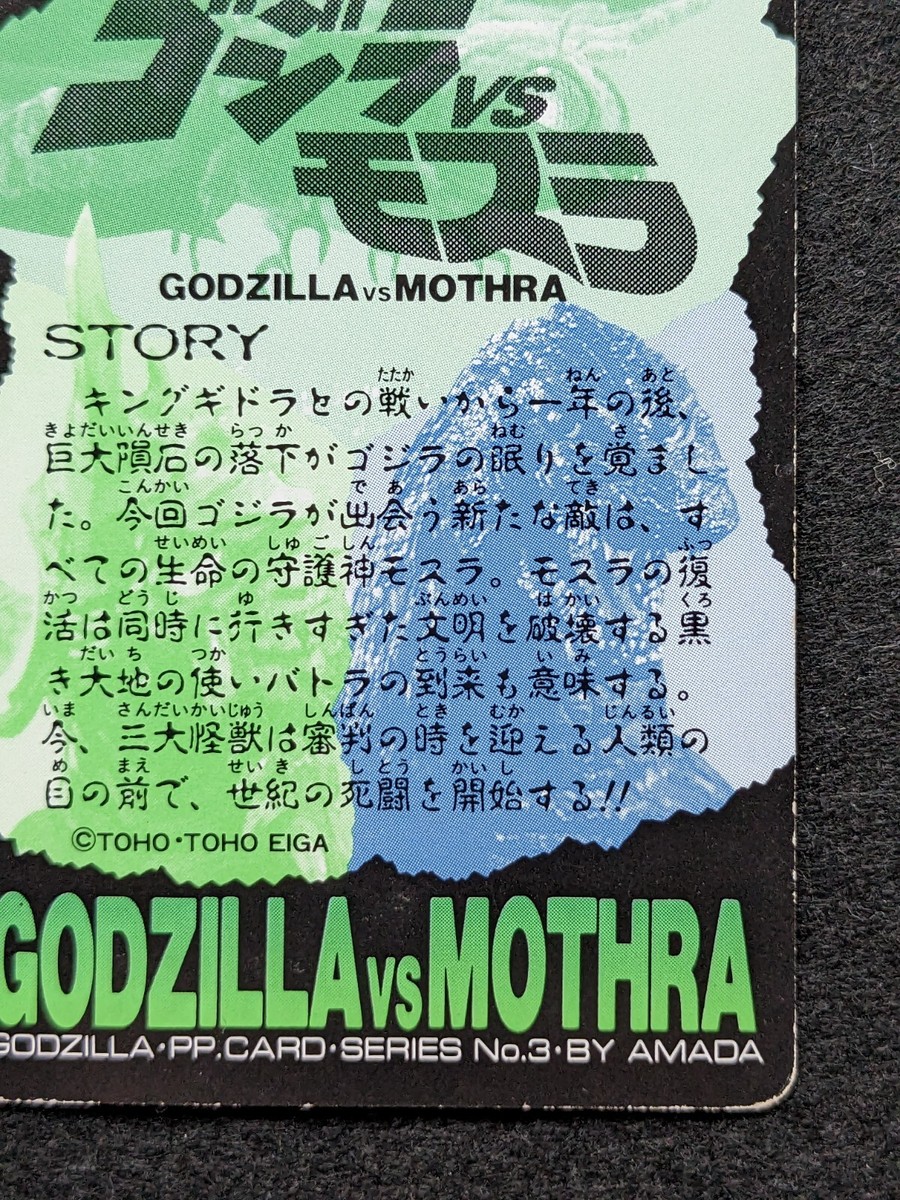 ゴジラ
vs
モスラ
GODZILLA vs MOTHRA
STORY
キングギドラとの戦いから一年の後、
巨大隕石の落下がゴジラの眠りを覚まし
た。今回ゴジラが出会う新たな敵は、す
べての生命の守護神モスラ。モスラの復
活は同時に行きすぎた文明を破壊する黒
き大地の使いバトラの到来も意味する。
今、三大怪獣は審判の時を迎える人類の
目の前で、世紀の死闘を開始する!!
©TOHO・TOHO EIGA
GODZILLA vs MOTHRA
GODZILLA・PP.CARD・SERIES No.3・BY AMADA